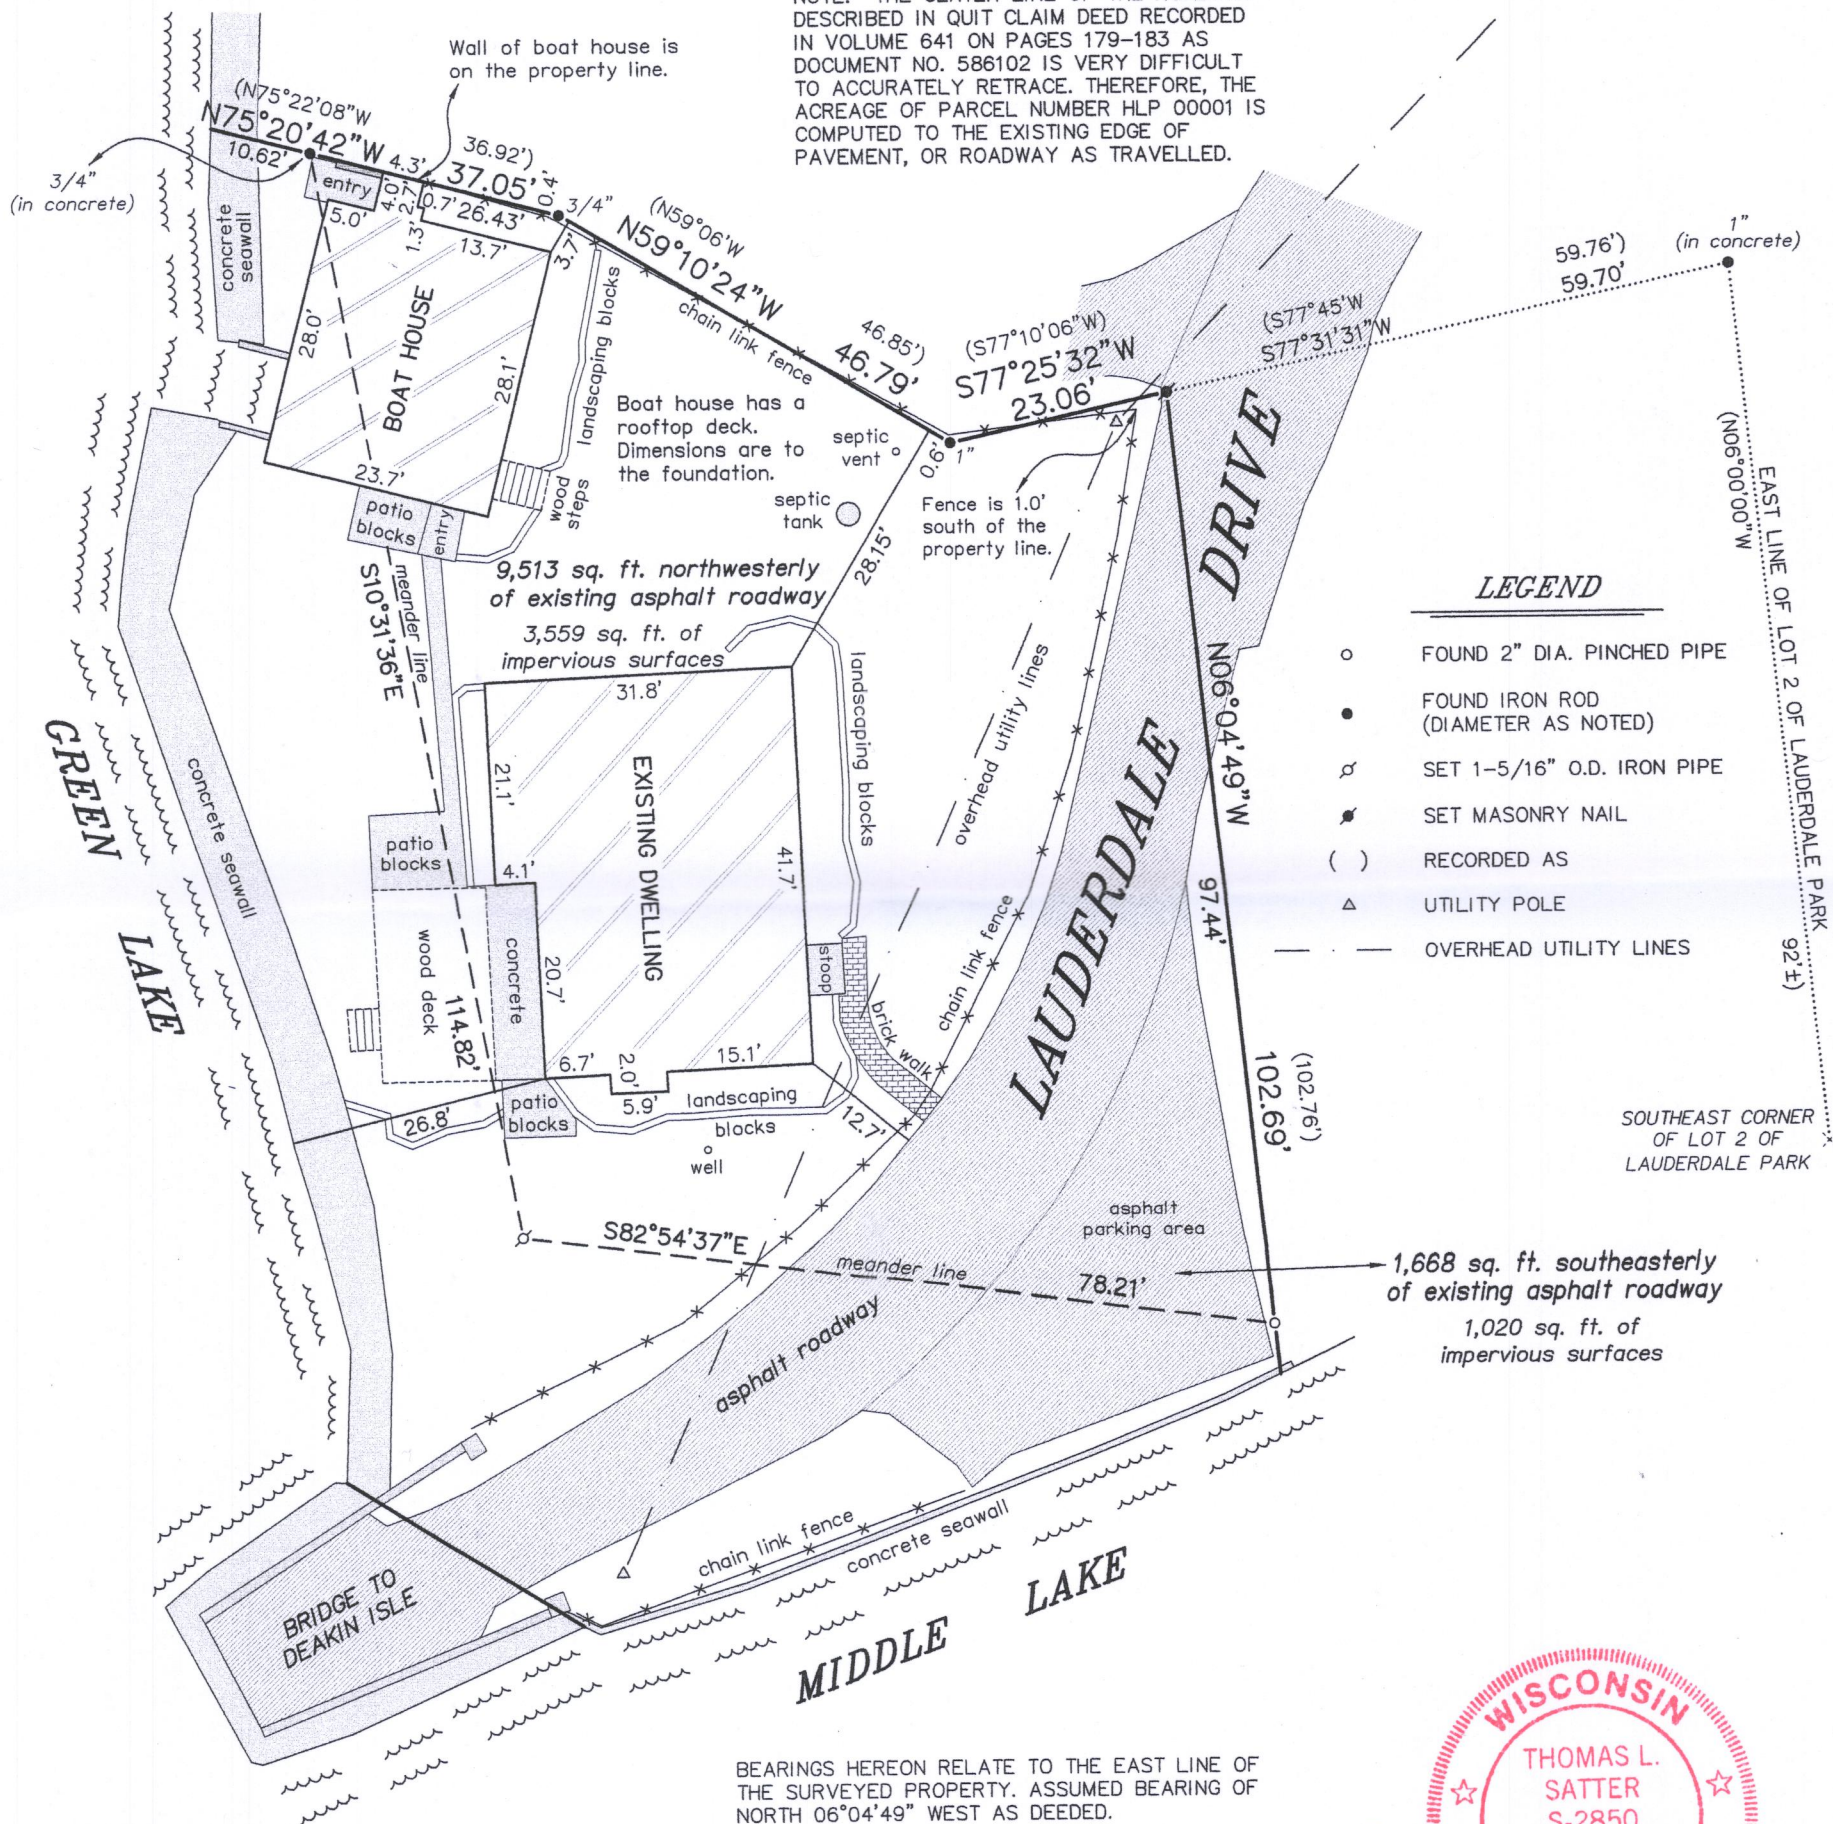 DESCRIBED IN QUIT CLAIM DEED RECORDED
IN VOLUME 641 ON PAGES 179-183 AS
DOCUMENT NO. 586102 IS VERY DIFFICULT
TO ACCURATELY RETRACE. THEREFORE, THE
ACREAGE OF PARCEL NUMBER HLP 00001 IS
COMPUTED TO THE EXISTING EDGE OF
PAVEMENT, OR ROADWAY AS TRAVELLED.
Wall of boat house is
on the property line.
(N75°22'08"W
36.92')
N75°20'42"W
37.05'
10.62'
4.3'
0.4'
3/4"
(in concrete)
entry
5.0'
4.0'
2.7'
1.3'
0.7'
26.43'
13.7'
3/4"
3.7'
concrete
seawall
28.0'
BOAT HOUSE
28.1'
23.7'
landscaping blocks
wood
steps
patio
blocks
entry
(N59°06'W
46.85')
N59°10'24"W
46.79'
chain link fence
Boat house has a
rooftop deck.
Dimensions are to
the foundation.
septic
vent
septic
tank
0.6'
1"
(S77°10'06"W)
S77°25'32"W
23.06'
Fence is 1.0'
south of the
property line.
(S77°45'W
59.76')
S77°31'31"W
59.70'
1"
(in concrete)
(N06°00'00"W
92'±)
EAST LINE OF LOT 2 OF LAUDERDALE PARK
SOUTHEAST CORNER
OF LOT 2 OF
LAUDERDALE PARK
LEGEND
FOUND 2" DIA. PINCHED PIPE
FOUND IRON ROD
(DIAMETER AS NOTED)
SET 1-5/16" O.D. IRON PIPE
SET MASONRY NAIL
( ) RECORDED AS
UTILITY POLE
OVERHEAD UTILITY LINES
9,513 sq. ft. northwesterly
of existing asphalt roadway
3,559 sq. ft. of
impervious surfaces
28.15'
meander line
S10°31'36"E
114.82'
GREEN LAKE
concrete seawall
31.8'
21.1'
EXISTING DWELLING
41.7'
4.1'
20.7'
concrete
patio
blocks
wood deck
6.7'
2.0'
5.9'
15.1'
landscaping
blocks
landscaping blocks
stoop
brick walk
12.7'
26.8'
patio
blocks
well
overhead utility lines
chain link fence
LAUDERDALE DRIVE
N06°04'49"W
97.44'
102.69'
(102.76')
asphalt
parking area
S82°54'37"E
meander line
78.21'
1,668 sq. ft. southeasterly
of existing asphalt roadway
1,020 sq. ft. of
impervious surfaces
asphalt roadway
chain link fence
concrete seawall
BRIDGE TO
DEAKIN ISLE
MIDDLE LAKE
BEARINGS HEREON RELATE TO THE EAST LINE OF
THE SURVEYED PROPERTY. ASSUMED BEARING OF
NORTH 06°04'49" WEST AS DEEDED.
WISCONSIN
THOMAS L.
SATTER
S-2850